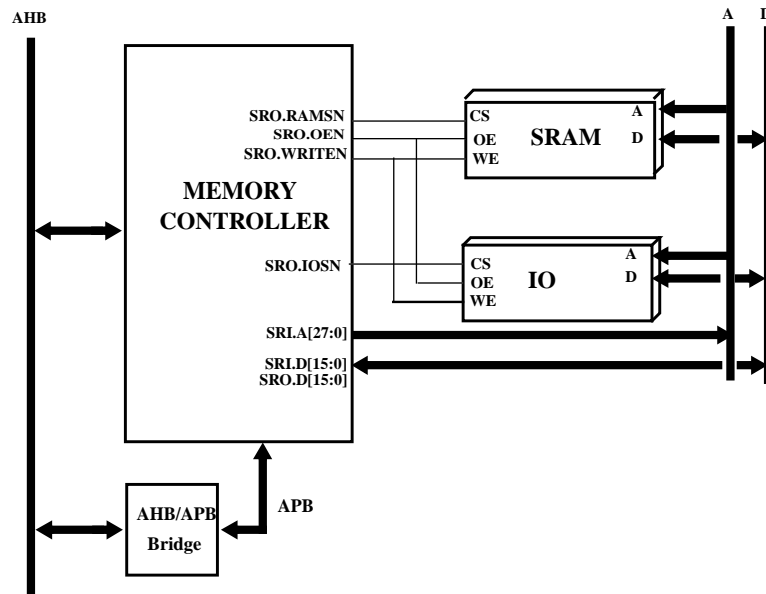 AHB
A
SRO.RAMSN
SRO.OEN
SRO.WRITEN
MEMORY
CONTROLLER
SRO.IOSN
SRI.A[27:0]
SRI.D[15:0]
SRO.D[15:0]
CS
OE
WE
SRAM
A
D
CS
OE
WE
IO
A
D
AHB/APB
Bridge
APB